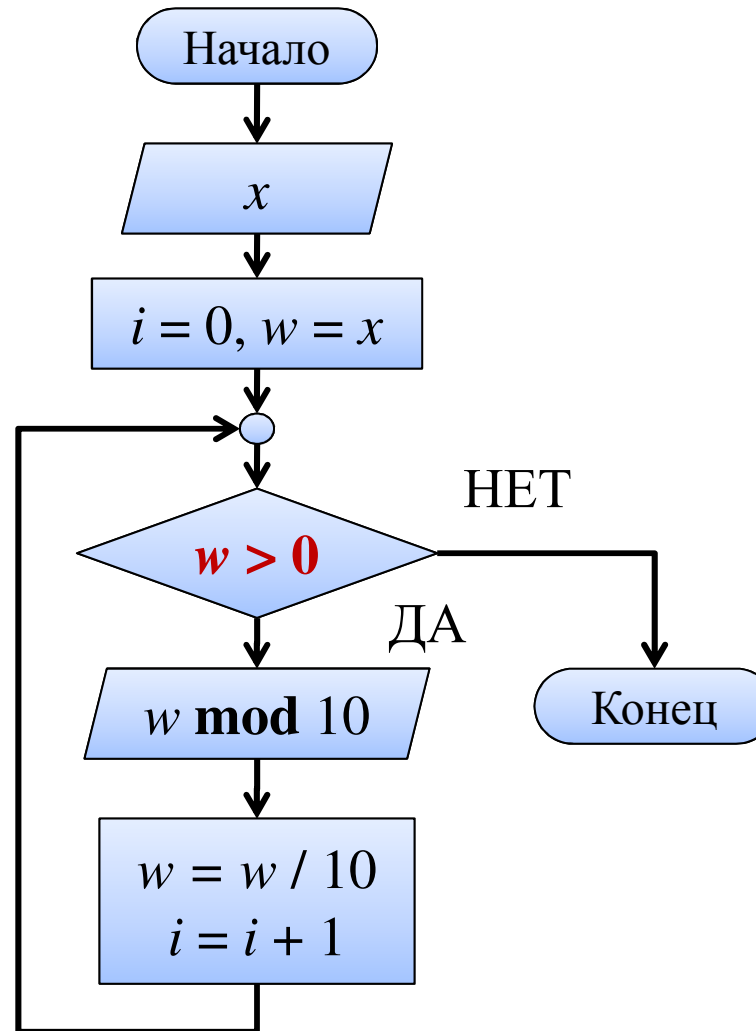 Начало
x
i = 0, w = x
w > 0
НЕТ
ДА
w mod 10
Конец
w = w / 10
i = i + 1